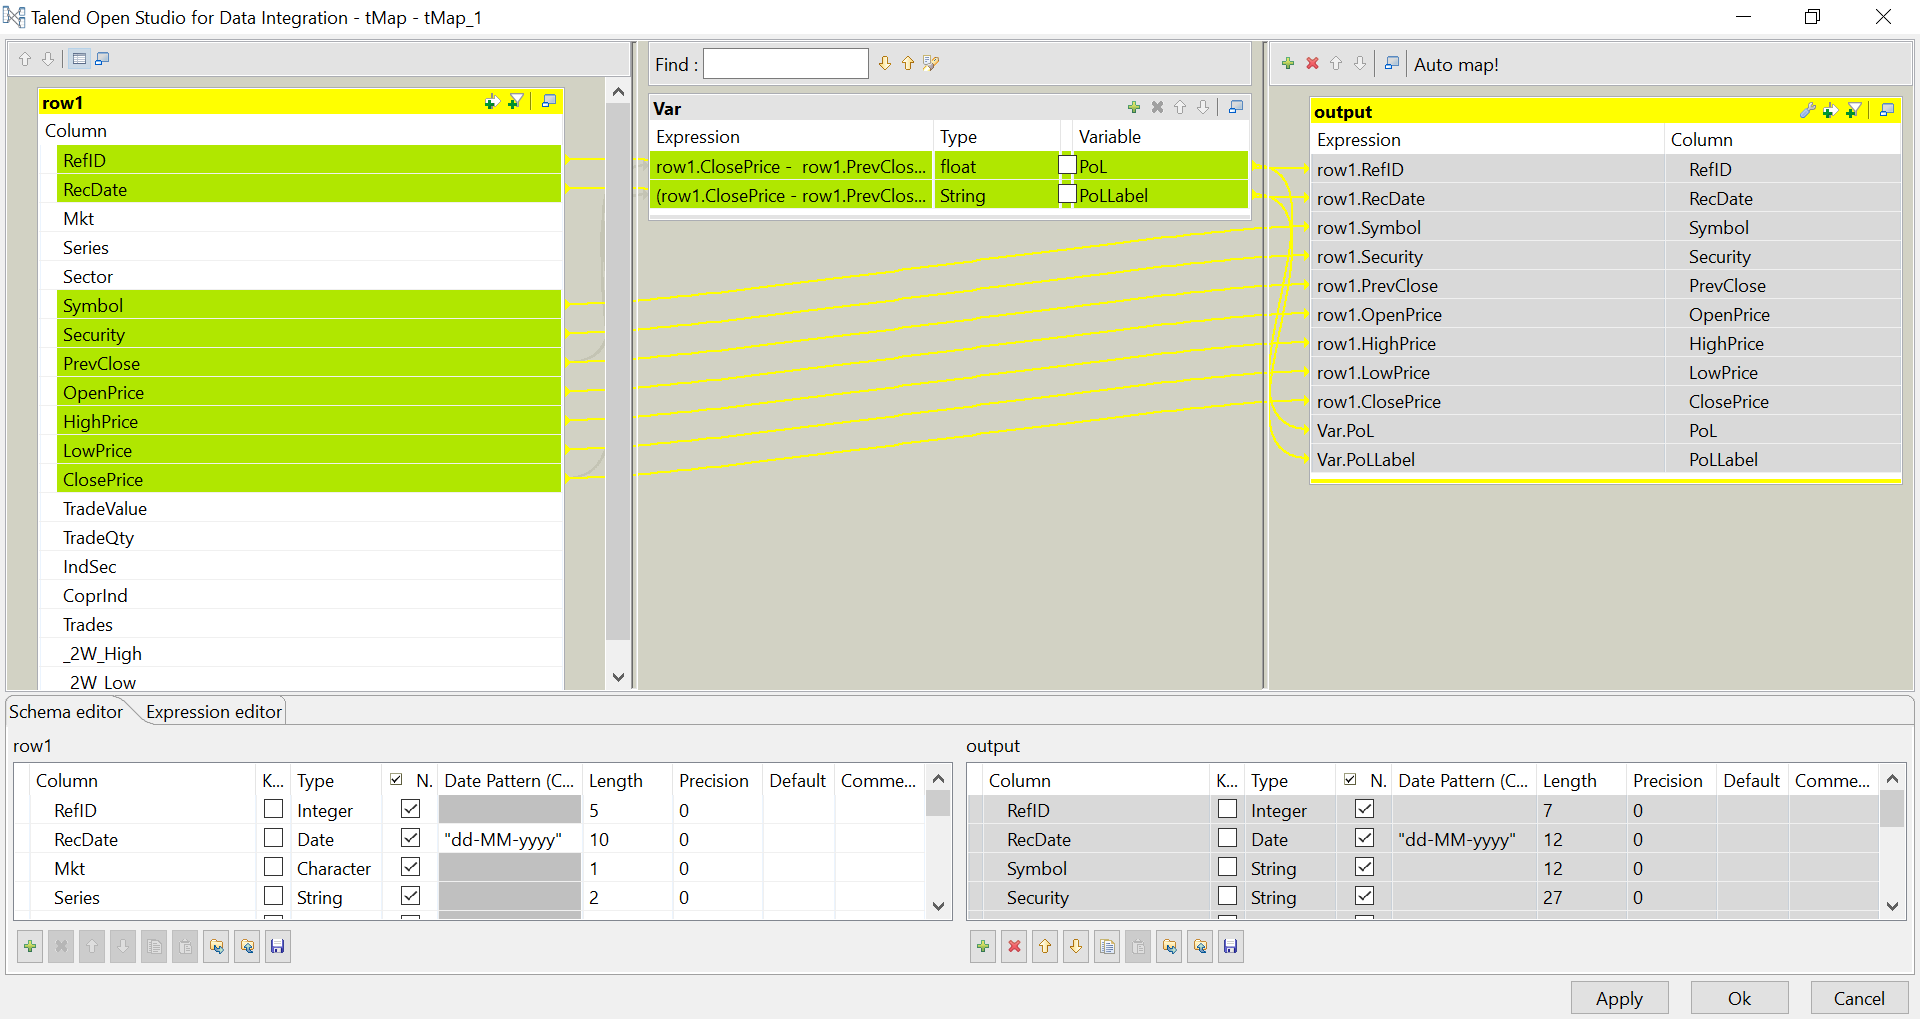 Talend Open Studio for Data Integration - tMap - tMap_1
row1
Column
RefID
RecDate
Mkt
Series
Sector
Symbol
Security
PrevClose
OpenPrice
HighPrice
LowPrice
ClosePrice
TradeValue
TradeQty
IndSec
CoprInd
Trades
_2W_High
_2W_Low
Find :
Var
Expression Type Variable
row1.ClosePrice - row1.PrevClos... float PoL
(row1.ClosePrice - row1.PrevClos... String PoLLabel
Auto map!
output
Expression Column
row1.RefID RefID
row1.RecDate RecDate
row1.Symbol Symbol
row1.Security Security
row1.PrevClose PrevClose
row1.OpenPrice OpenPrice
row1.HighPrice HighPrice
row1.LowPrice LowPrice
row1.ClosePrice ClosePrice
Var.PoL PoL
Var.PoLLabel PoLLabel
Schema editor Expression editor
row1
Column K... Type N. Date Pattern (C... Length Precision Default Comme...
RefID Integer 5 0
RecDate Date "dd-MM-yyyy" 10 0
Mkt Character 1 0
Series String 2 0
output
Column K... Type N. Date Pattern (C... Length Precision Default Comme...
RefID Integer 7 0
RecDate Date "dd-MM-yyyy" 12 0
Symbol String 12 0
Security String 27 0
Apply Ok Cancel